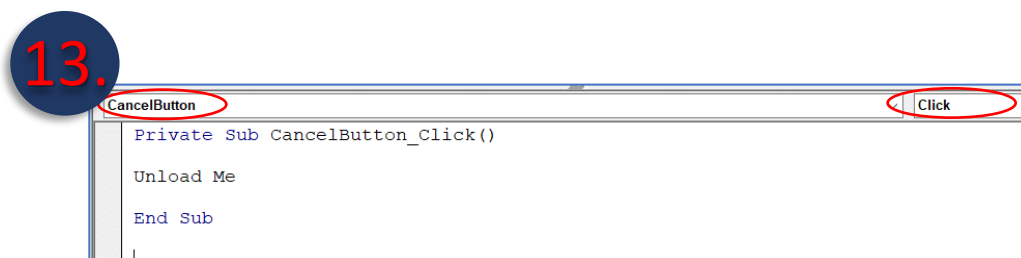 13.
CancelButton Click
Private Sub CancelButton_Click()
Unload Me
End Sub